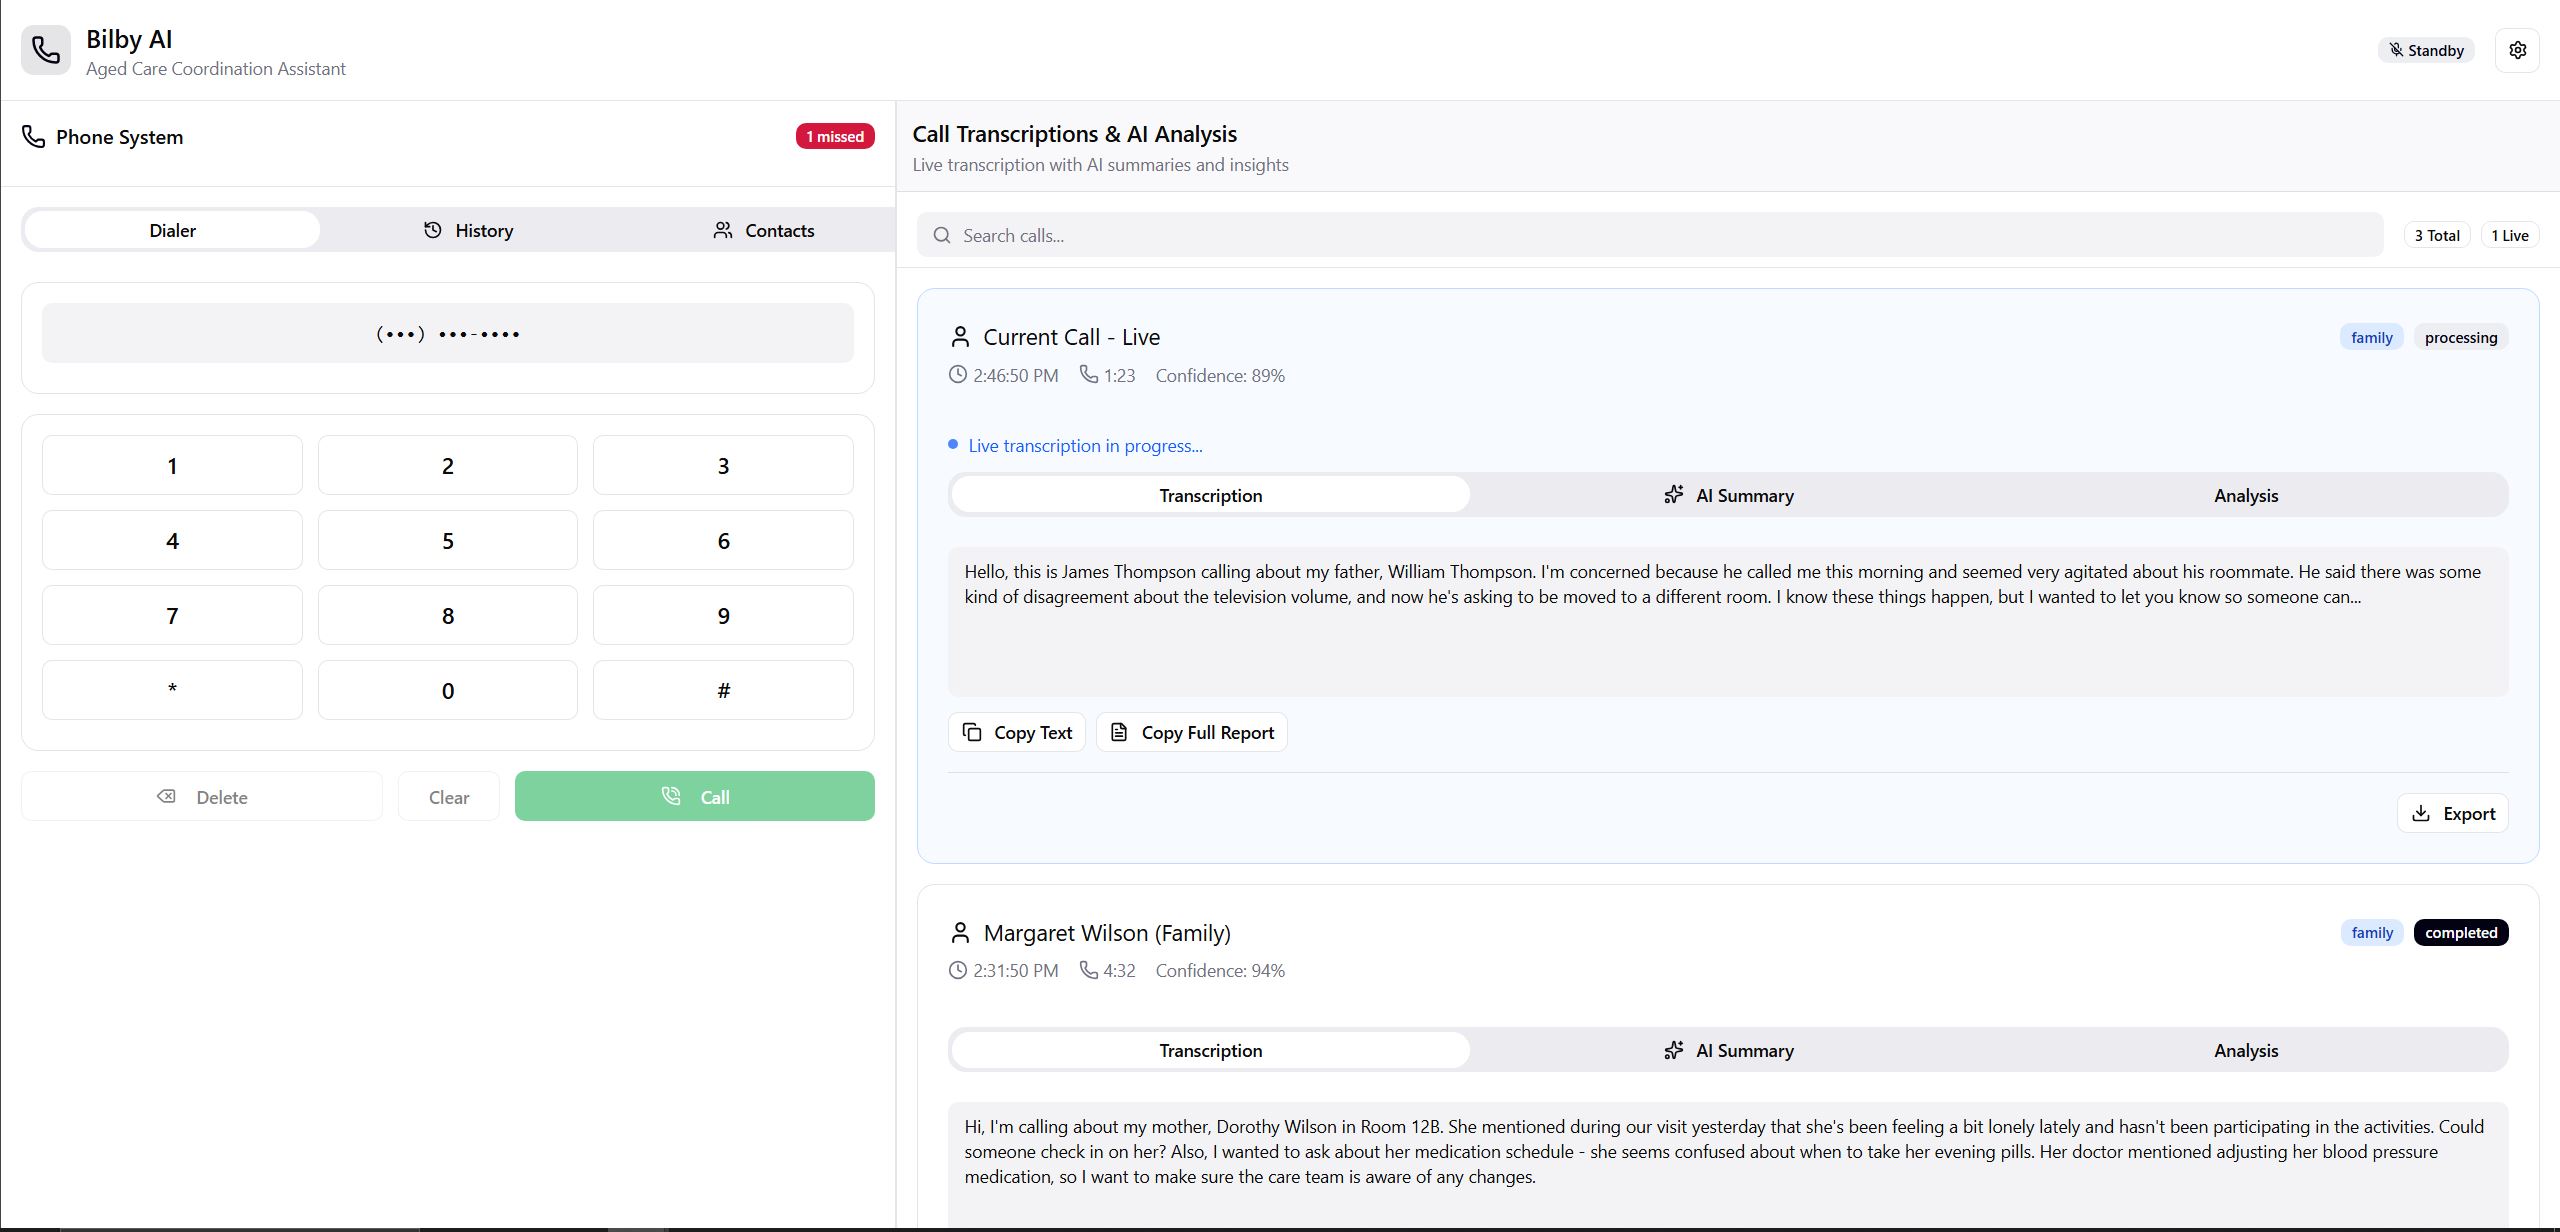 Bilby AI
Aged Care Coordination Assistant
Standby
Phone System
1 missed
Dialer
History
Contacts
(•••) •••-••••
1
2
3
4
5
6
7
8
9
*
0
#
Delete
Clear
Call
Call Transcriptions & AI Analysis
Live transcription with AI summaries and insights
Search calls...
3 Total
1 Live
Current Call - Live
family
processing
2:46:50 PM
1:23
Confidence: 89%
Live transcription in progress...
Transcription
AI Summary
Analysis
Hello, this is James Thompson calling about my father, William Thompson. I'm concerned because he called me this morning and seemed very agitated about his roommate. He said there was some
kind of disagreement about the television volume, and now he's asking to be moved to a different room. I know these things happen, but I wanted to let you know so someone can...
Copy Text
Copy Full Report
Export
Margaret Wilson (Family)
family
completed
2:31:50 PM
4:32
Confidence: 94%
Transcription
AI Summary
Analysis
Hi, I'm calling about my mother, Dorothy Wilson in Room 12B. She mentioned during our visit yesterday that she's been feeling a bit lonely lately and hasn't been participating in the activities. Could
someone check in on her? Also, I wanted to ask about her medication schedule - she seems confused about when to take her evening pills. Her doctor mentioned adjusting her blood pressure
medication, so I want to make sure the care team is aware of any changes.